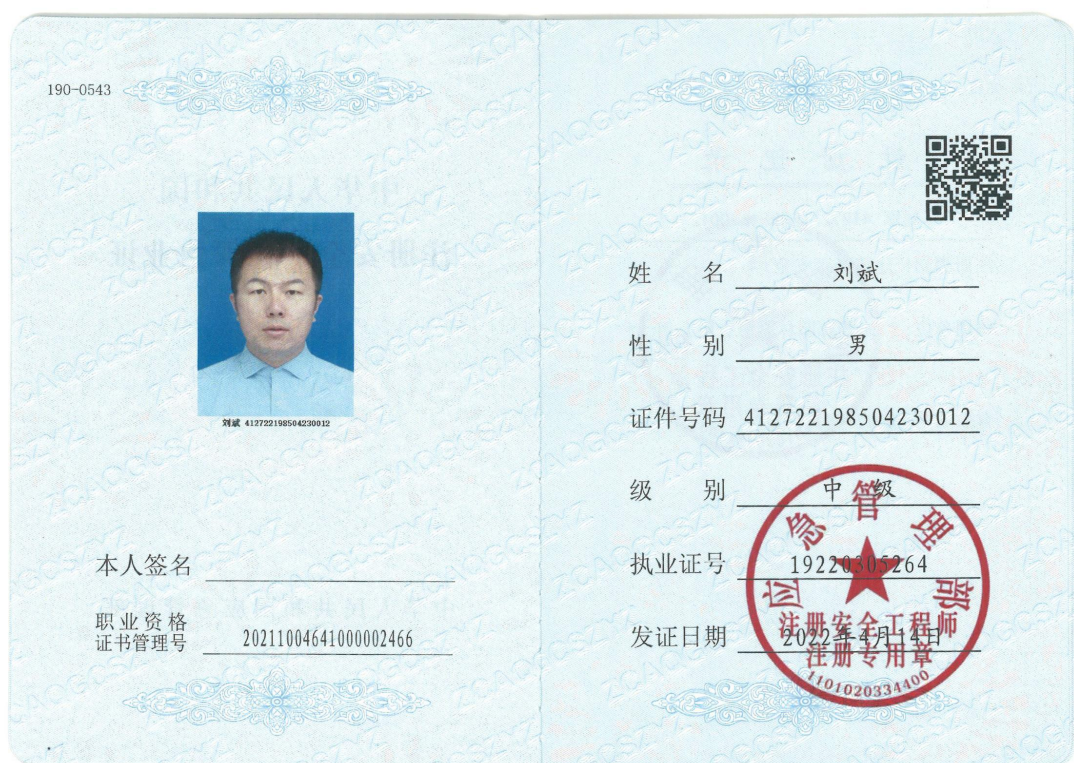 190-0543
刘斌 412722198504230012
本人签名
职业资格
证书管理号 20211004641000002466
姓 名 刘斌
性 别 男
证件号码 412722198504230012
级 别 中级
执业证号 19220305264
发证日期 2022年4月14日
应急管理部
注册安全工程师
注册专用章
1101020334400